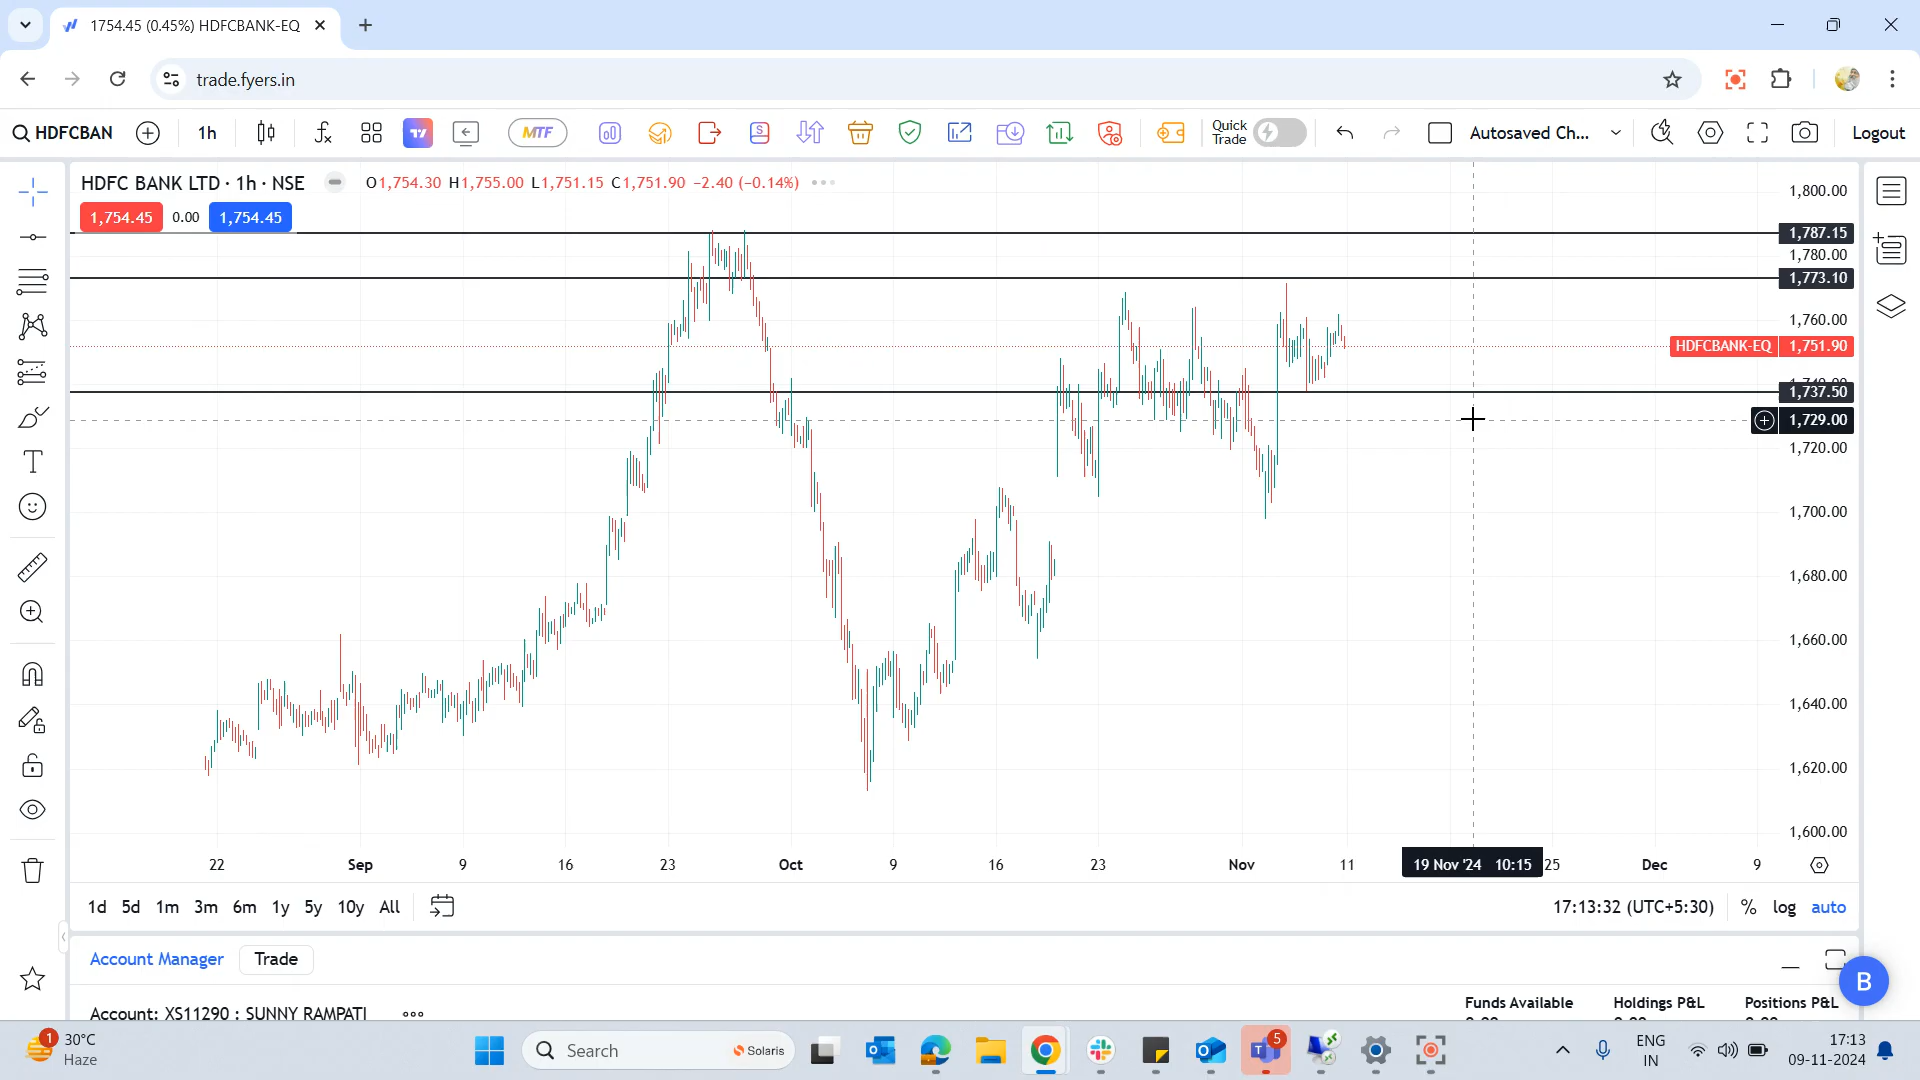 1754.45 (0.45%) HDFCBANK-EQ
trade.fyers.in
HDFCBAN
1h
MTF
Quick
Trade
Autosaved Ch...
Logout
HDFC BANK LTD · 1h · NSE
O1,754.30 H1,755.00 L1,751.15 C1,751.90 −2.40 (−0.14%)
1,754.45 0.00 1,754.45
1,800.00
1,787.15
1,780.00
1,773.10
1,760.00
HDFCBANK-EQ 1,751.90
1,737.50
1,729.00
1,720.00
1,700.00
1,680.00
1,660.00
1,640.00
1,620.00
1,600.00
22 Sep 9 16 23 Oct 9 16 23 Nov 11 19 Nov '24 10:15 25 Dec 9
1d 5d 1m 3m 6m 1y 5y 10y All
17:13:32 (UTC+5:30) % log auto
Account Manager Trade
B
Account: XS11290 : SUNNY RAMPATI
Funds Available Holdings P&L Positions P&L
1
30°C
Haze
Search
Solaris
5
ENG
IN
17:13
09-11-2024